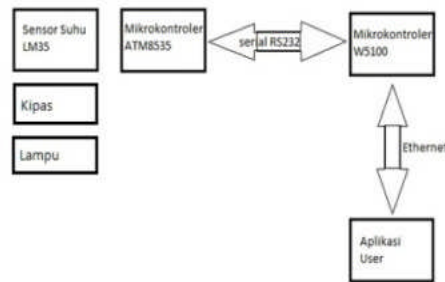 Sensor Suhu
LM35
Mikrokontroler
ATM8535
serial RS232
Mikrokontroler
W5100
Kipas
Lampu
Ethernet
Aplikasi
User